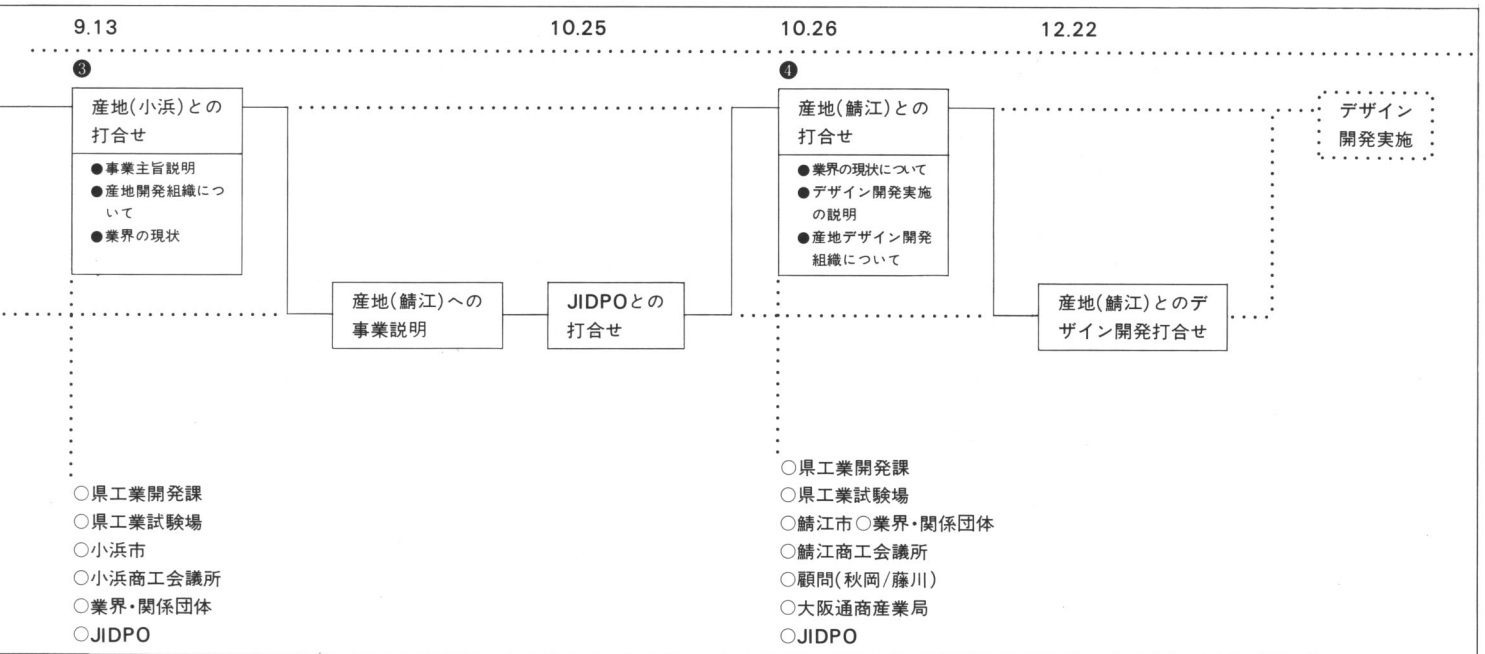 9.13
10.25
10.26
12.22
❸
産地(小浜)との
打合せ
●事業主旨説明
●産地開発組織につ
いて
●業界の現状
産地(鯖江)への
事業説明
JIDPOとの
打合せ
❹
産地(鯖江)との
打合せ
●業界の現状について
●デザイン開発実施
の説明
●産地デザイン開発
組織について
産地(鯖江)とのデ
ザイン開発打合せ
デザイン
開発実施
○県工業開発課
○県工業試験場
○小浜市
○小浜商工会議所
○業界・関係団体
○JIDPO
○県工業開発課
○県工業試験場
○鯖江市○業界・関係団体
○鯖江商工会議所
○顧問(秋岡/藤川)
○大阪通商産業局
○JIDPO